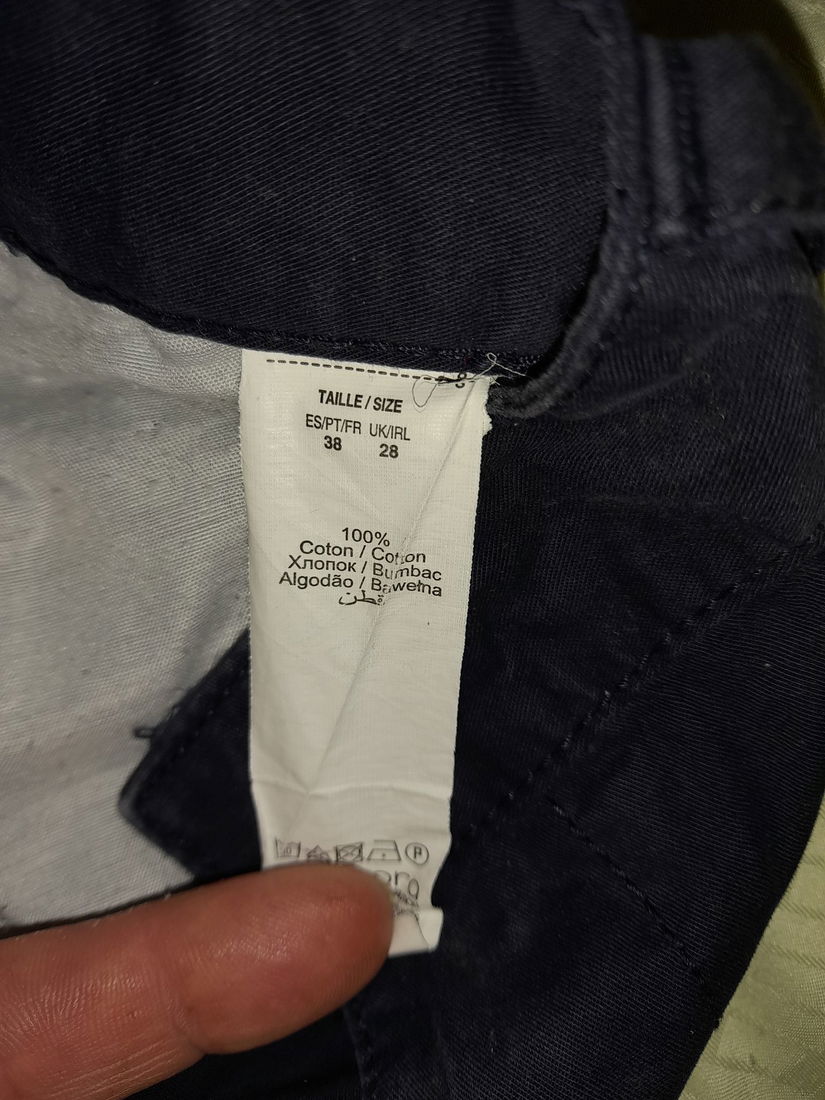 TAILLE / SIZE
ES/PT/FR UK/IRL
38 28
100%
Coton / Cotton
Хлопок / Bumbac
Algodão / Bawełna
قطن